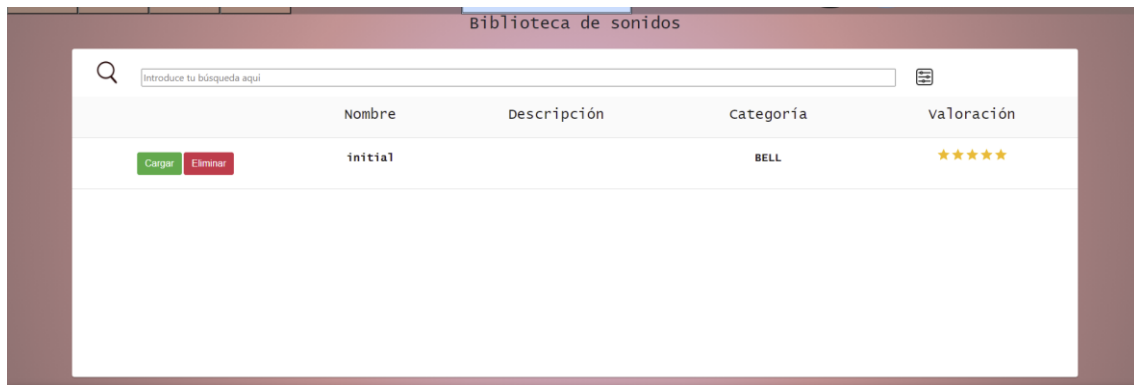 Biblioteca de sonidos
Introduce tu búsqueda aquí
Nombre Descripción Categoría Valoración
Cargar Eliminar initial BELL